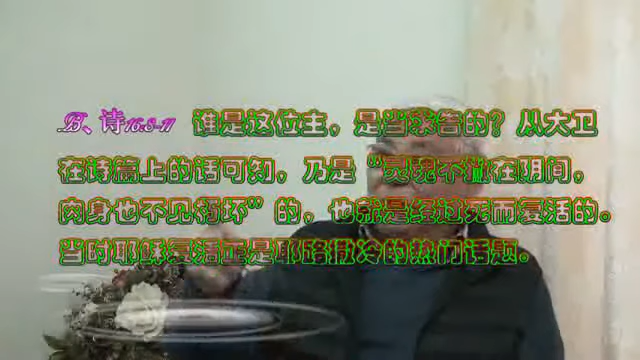 B、诗16:8-11 谁是这位主，是当求告的？从大卫
在诗篇上的话可知，乃是“灵魂不撇在阴间，
肉身也不见朽坏”的，也就是经过死而复活的。
当时耶稣复活正是耶路撒冷的热门话题。